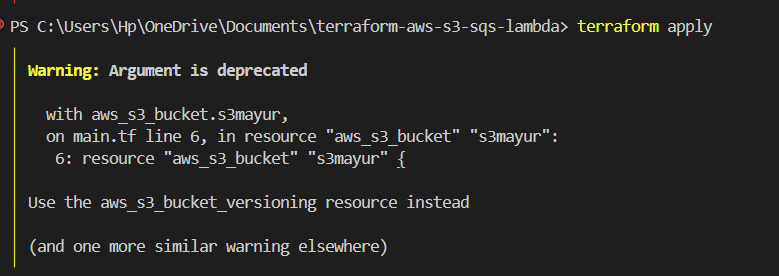 PS C:\Users\Hp\OneDrive\Documents\terraform-aws-s3-sqs-lambda> terraform apply
Warning: Argument is deprecated
with aws_s3_bucket.s3mayur,
on main.tf line 6, in resource "aws_s3_bucket" "s3mayur":
6: resource "aws_s3_bucket" "s3mayur" {
Use the aws_s3_bucket_versioning resource instead
(and one more similar warning elsewhere)